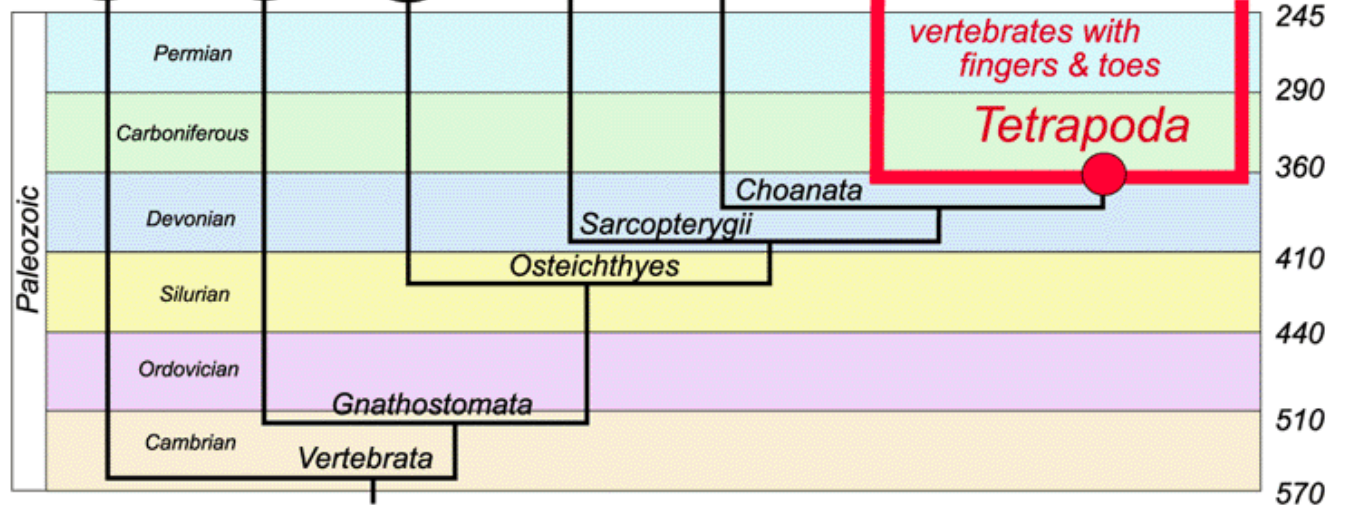 245
vertebrates with
fingers & toes
Permian
290
Tetrapoda
Carboniferous
360
Choanata
Sarcopterygii
Devonian
Paleozoic
410
Osteichthyes
Silurian
440
Ordovician
Gnathostomata
510
Cambrian
Vertebrata
570